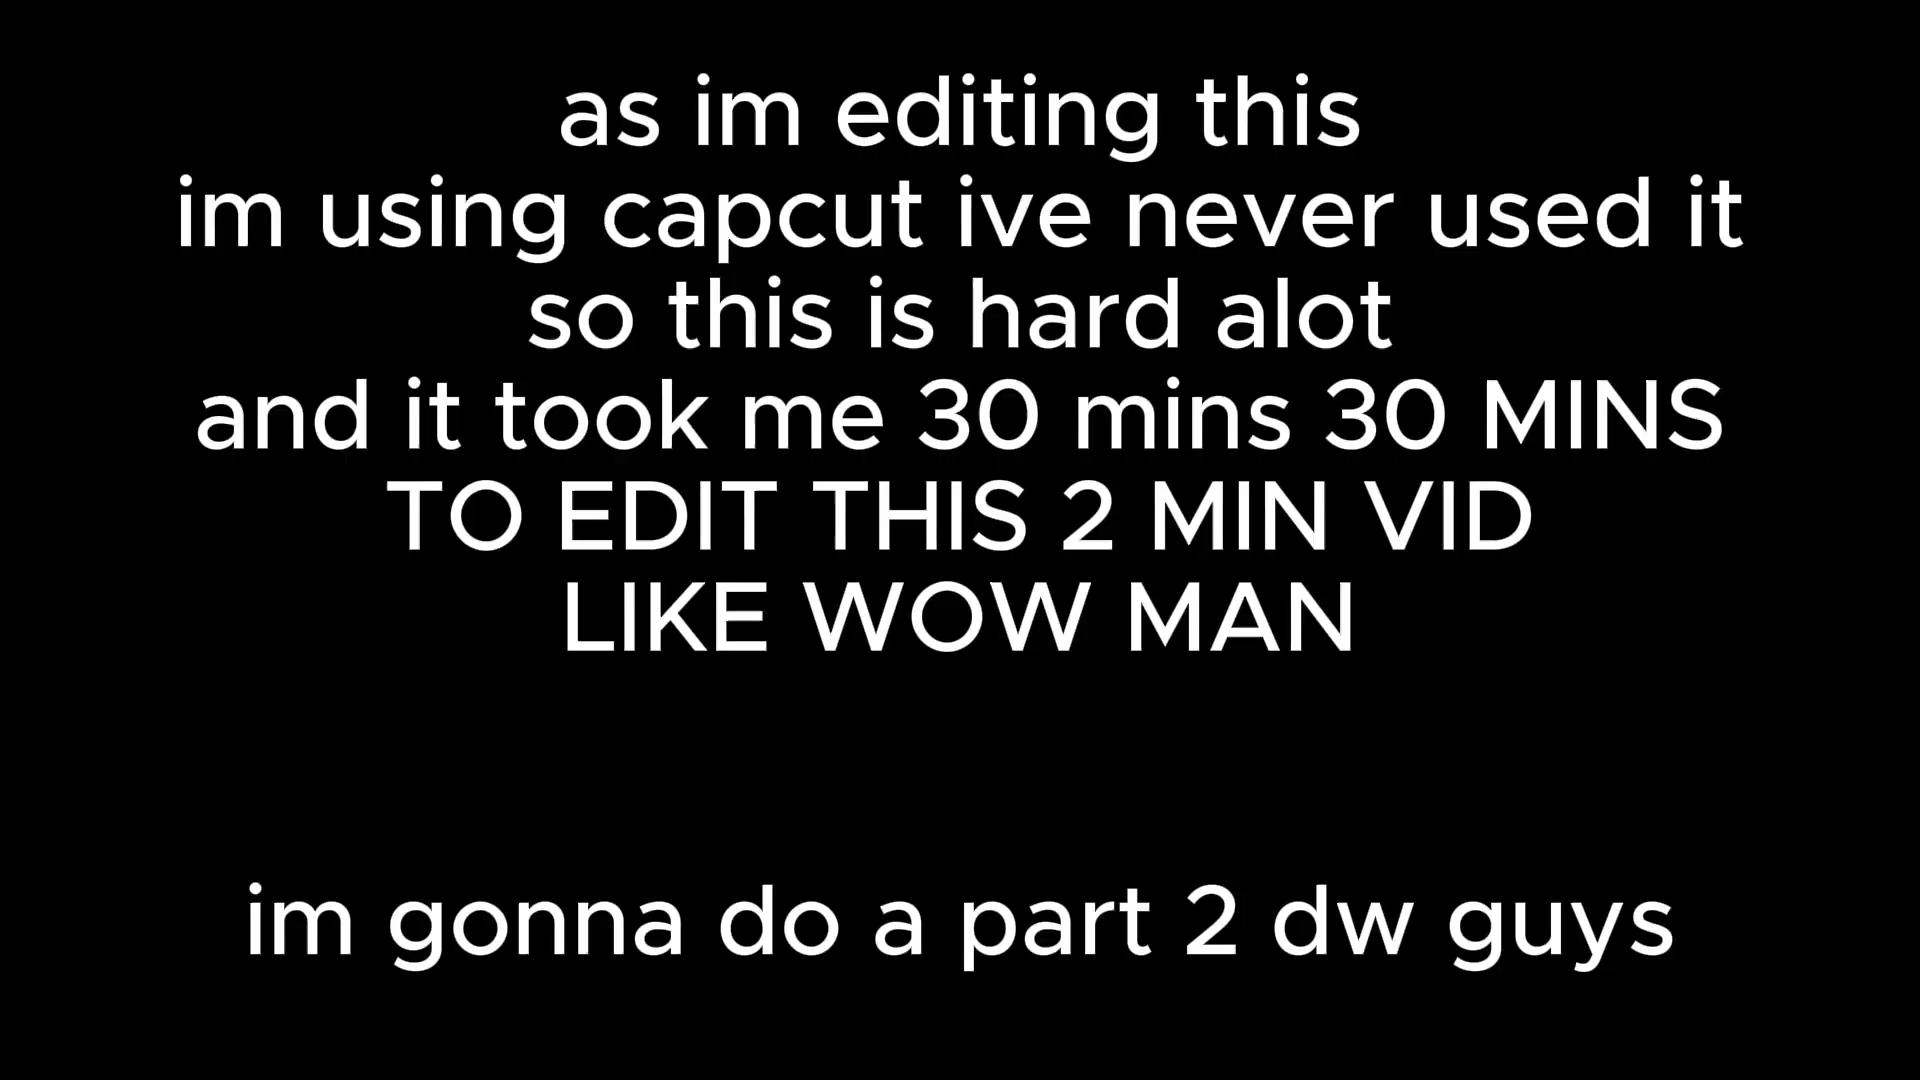 as im editing this
im using capcut ive never used it
so this is hard alot
and it took me 30 mins 30 MINS
TO EDIT THIS 2 MIN VID
LIKE WOW MAN
im gonna do a part 2 dw guys